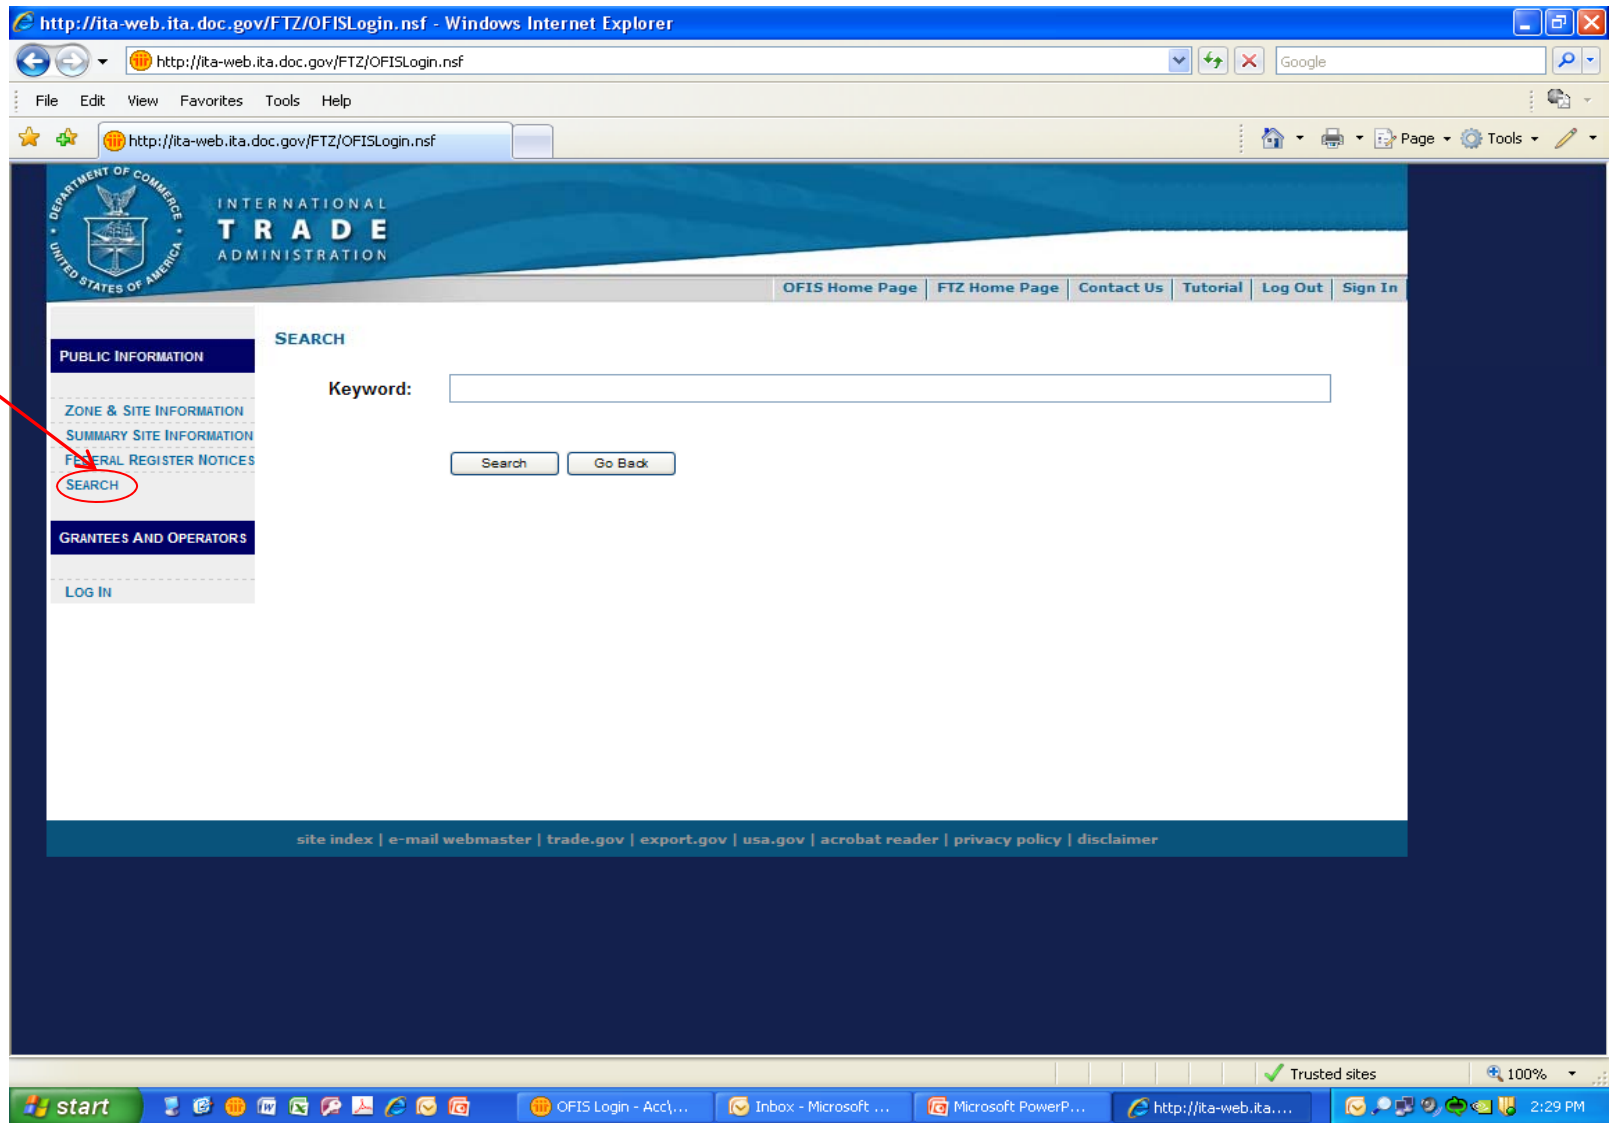 http://ita-web.ita.doc.gov/FTZ/OFISLogin.nsf - Windows Internet Explorer
http://ita-web.ita.doc.gov/FTZ/OFISLogin.nsf
Google
File Edit View Favorites Tools Help
http://ita-web.ita.doc.gov/FTZ/OFISLogin.nsf
Page Tools
DEPARTMENT OF COMMERCE
UNITED STATES OF AMERICA
INTERNATIONAL
TRADE
ADMINISTRATION
OFIS Home Page | FTZ Home Page | Contact Us | Tutorial | Log Out | Sign In
PUBLIC INFORMATION
ZONE & SITE INFORMATION
SUMMARY SITE INFORMATION
FEDERAL REGISTER NOTICES
SEARCH
GRANTEES AND OPERATORS
LOG IN
SEARCH
Keyword:
Search Go Back
site index | e-mail webmaster | trade.gov | export.gov | usa.gov | acrobat reader | privacy policy | disclaimer
Trusted sites 100%
start OFIS Login - Acc\... Inbox - Microsoft ... Microsoft PowerP... http://ita-web.ita.... 2:29 PM